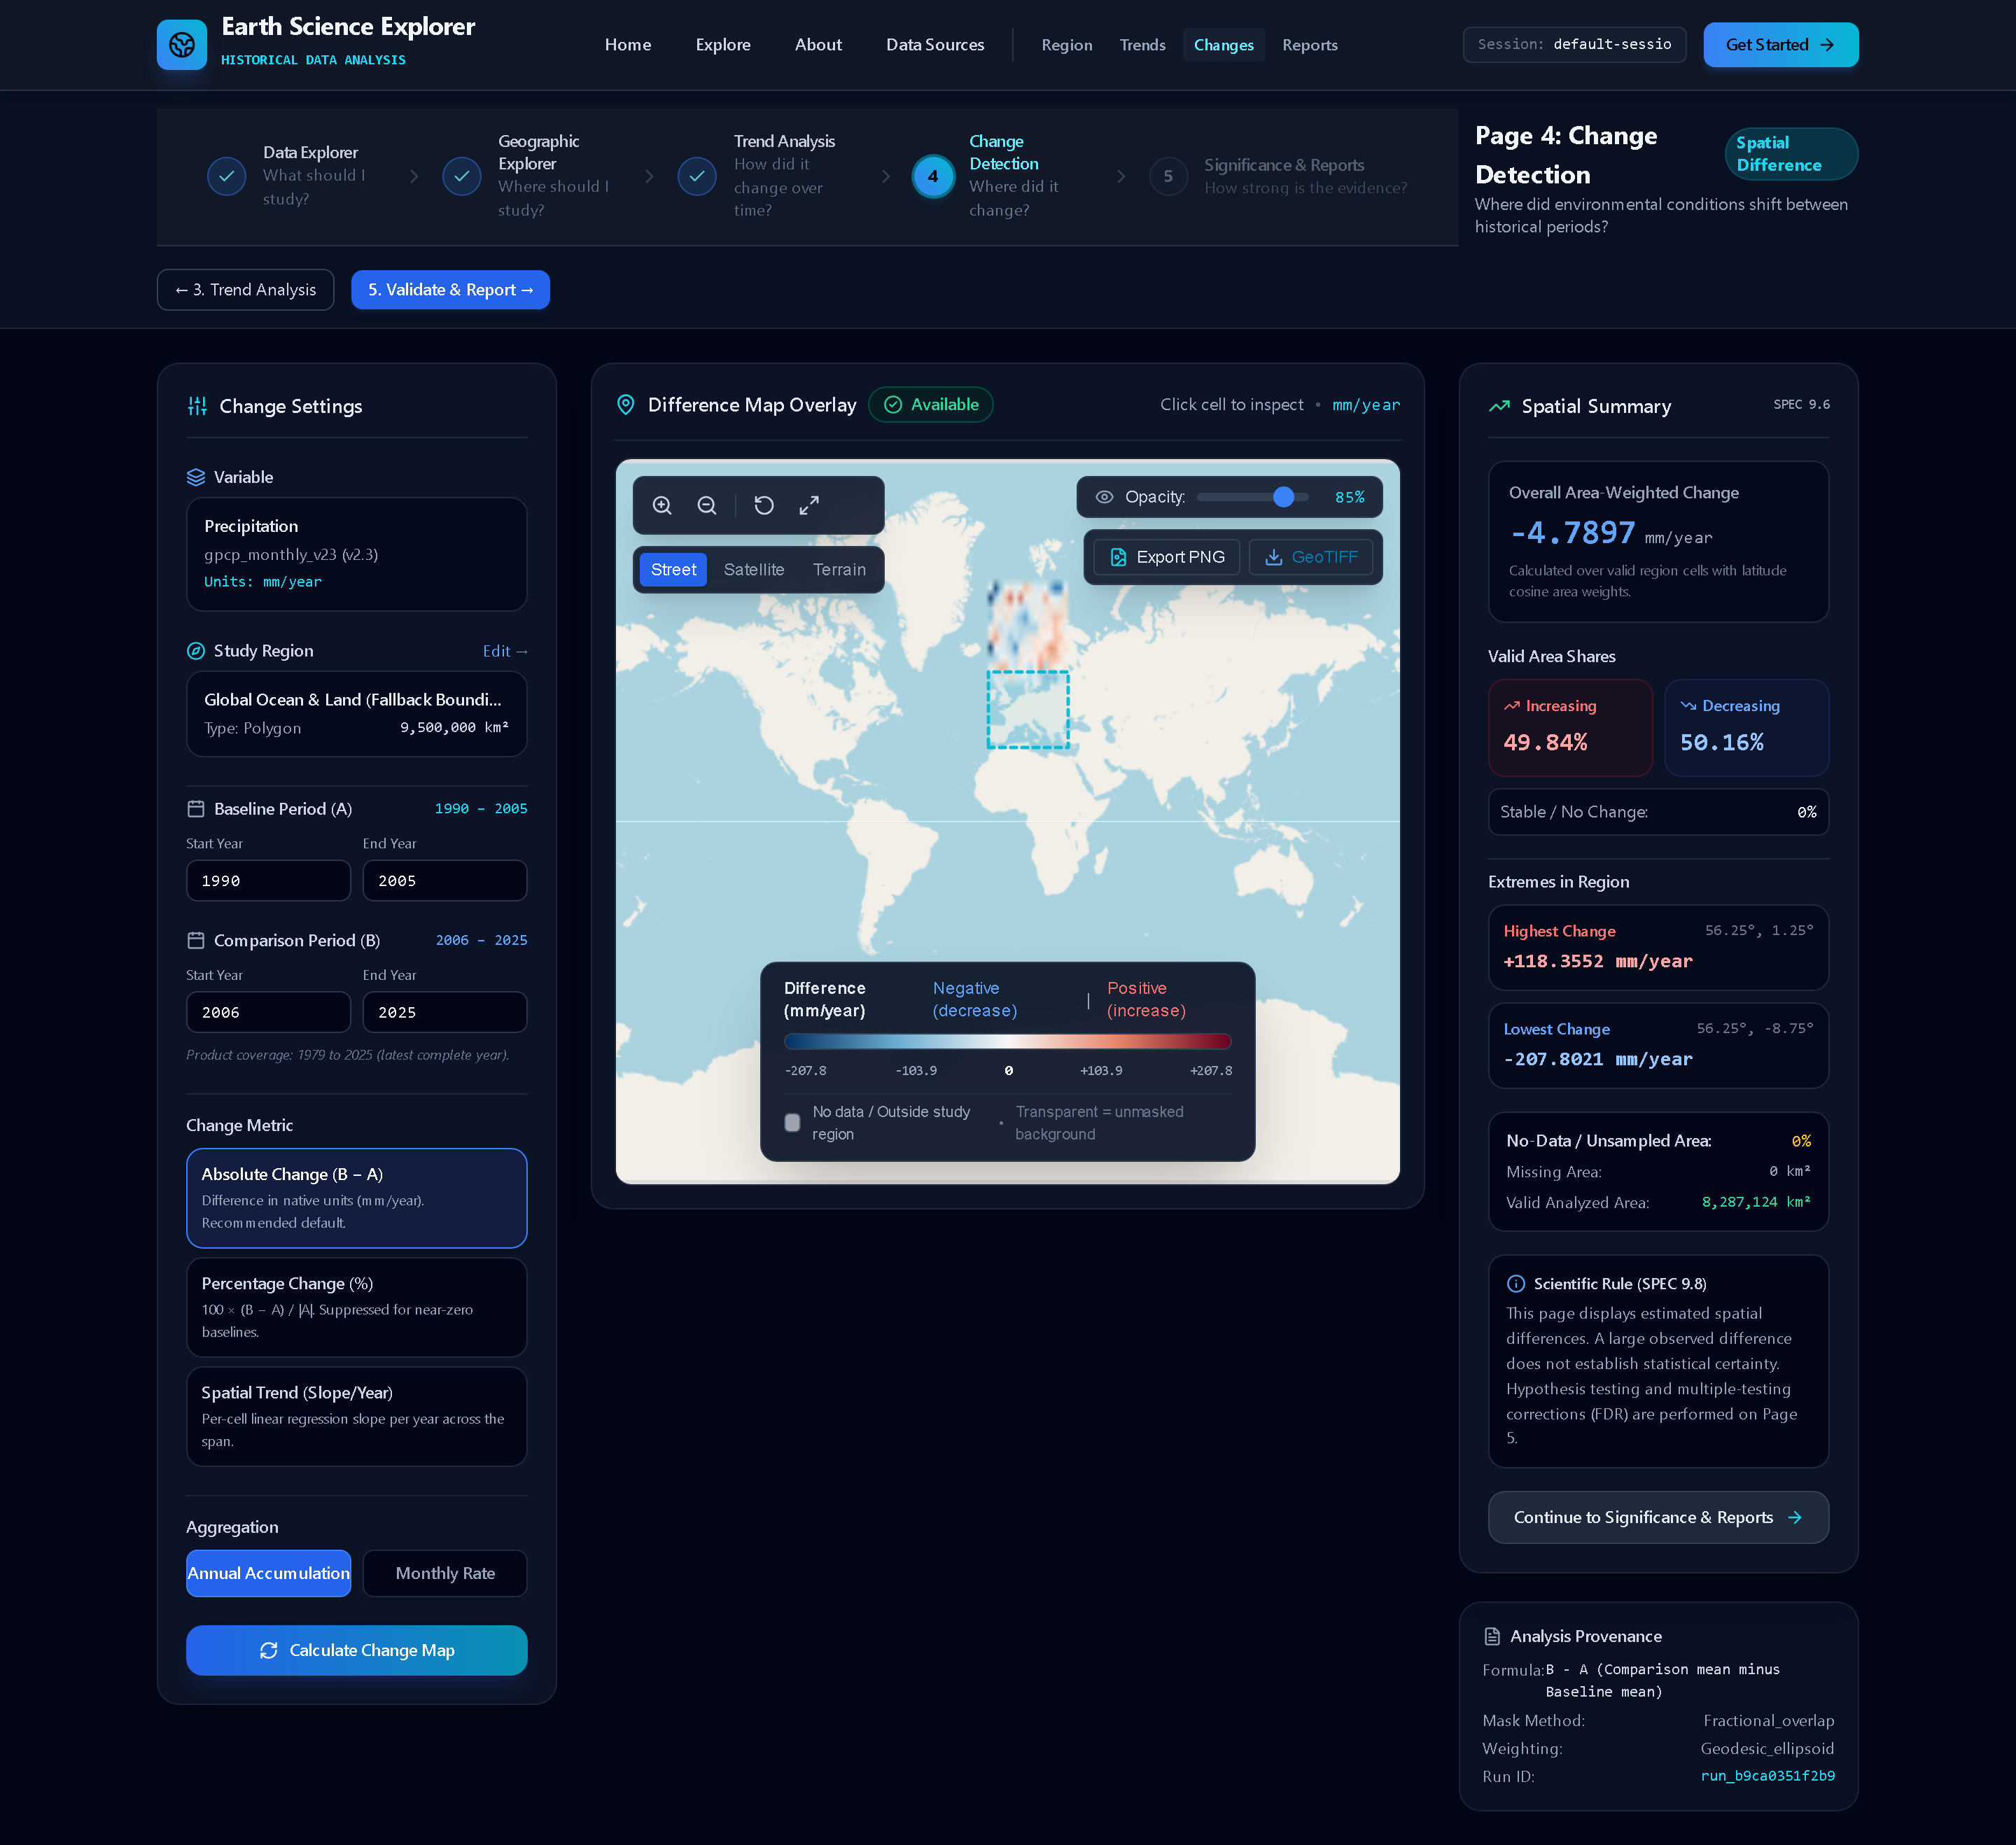 Earth Science Explorer
HISTORICAL DATA ANALYSIS
Home
Explore
About
Data Sources
Region
Trends
Changes
Reports
Session: default-sessio
Get Started →
Data Explorer
What should I
study?
Geographic
Explorer
Where should I
study?
Trend Analysis
How did it
change over
time?
4
Change
Detection
Where did it
change?
5
Significance & Reports
How strong is the evidence?
Page 4: Change
Detection
Spatial
Difference
Where did environmental conditions shift between
historical periods?
← 3. Trend Analysis
5. Validate & Report →
Change Settings
Variable
Precipitation
gpcp_monthly_v23 (v2.3)
Units: mm/year
Study Region
Edit →
Global Ocean & Land (Fallback Boundi...
Type: Polygon
9,500,000 km²
Baseline Period (A)
1990 – 2005
Start Year
End Year
1990
2005
Comparison Period (B)
2006 – 2025
Start Year
End Year
2006
2025
Product coverage: 1979 to 2025 (latest complete year).
Change Metric
Absolute Change (B − A)
Difference in native units (mm/year).
Recommended default.
Percentage Change (%)
100 × (B − A) / |A|. Suppressed for near-zero
baselines.
Spatial Trend (Slope/Year)
Per-cell linear regression slope per year across the
span.
Aggregation
Annual Accumulation
Monthly Rate
Calculate Change Map
Difference Map Overlay
Available
Click cell to inspect • mm/year
Opacity:
85%
Street
Satellite
Terrain
Export PNG
GeoTIFF
Difference
(mm/year)
Negative
(decrease)
|
Positive
(increase)
-207.8
-103.9
0
+103.9
+207.8
No data / Outside study
region
•
Transparent = unmasked
background
Spatial Summary
SPEC 9.6
Overall Area-Weighted Change
-4.7897 mm/year
Calculated over valid region cells with latitude
cosine area weights.
Valid Area Shares
Increasing
49.84%
Decreasing
50.16%
Stable / No Change:
0%
Extremes in Region
Highest Change
56.25°, 1.25°
+118.3552 mm/year
Lowest Change
56.25°, -8.75°
-207.8021 mm/year
No-Data / Unsampled Area:
0%
Missing Area:
0 km²
Valid Analyzed Area:
8,287,124 km²
Scientific Rule (SPEC 9.8)
This page displays estimated spatial
differences. A large observed difference
does not establish statistical certainty.
Hypothesis testing and multiple-testing
corrections (FDR) are performed on Page
5.
Continue to Significance & Reports →
Analysis Provenance
Formula: B - A (Comparison mean minus
Baseline mean)
Mask Method:
Fractional_overlap
Weighting:
Geodesic_ellipsoid
Run ID:
run_b9ca0351f2b9